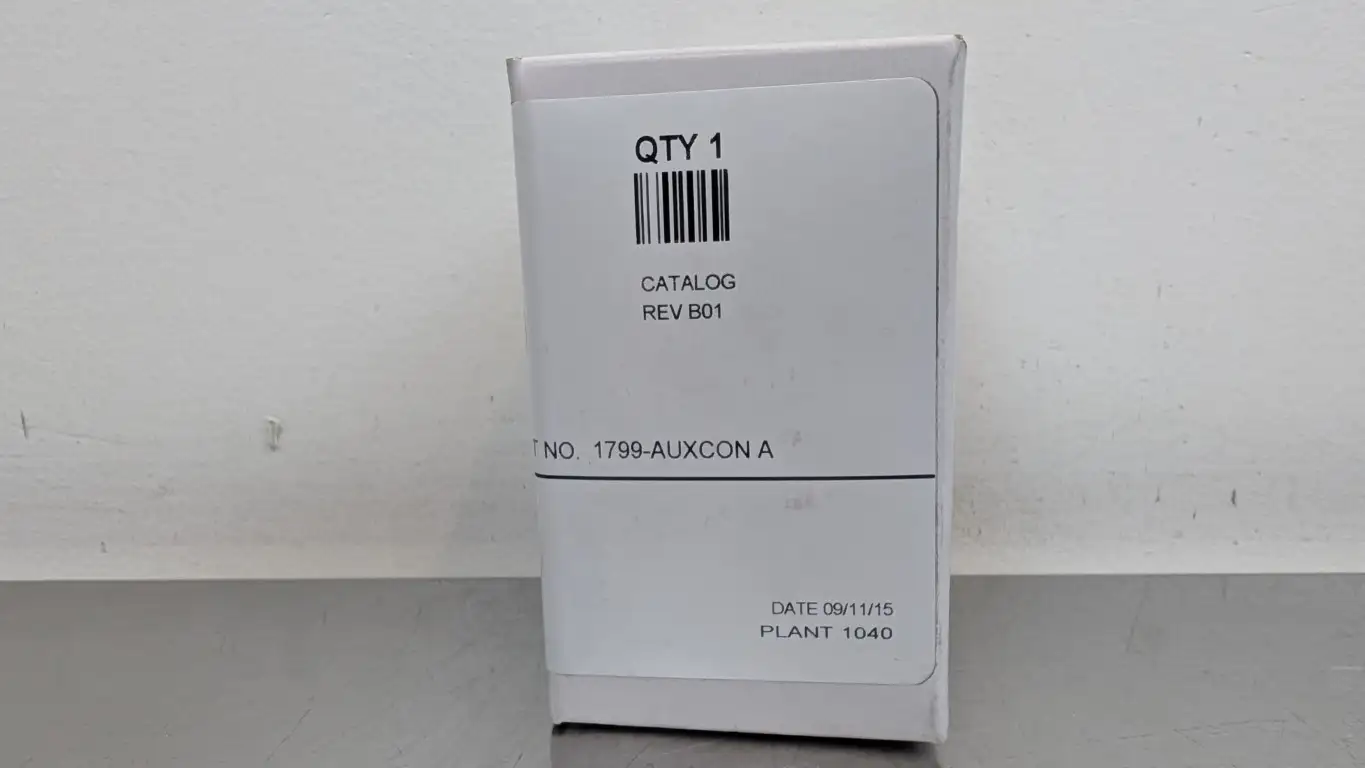 QTY 1
CATALOG
REV B01
T NO. 1799-AUXCON A
DATE 09/11/15
PLANT 1040